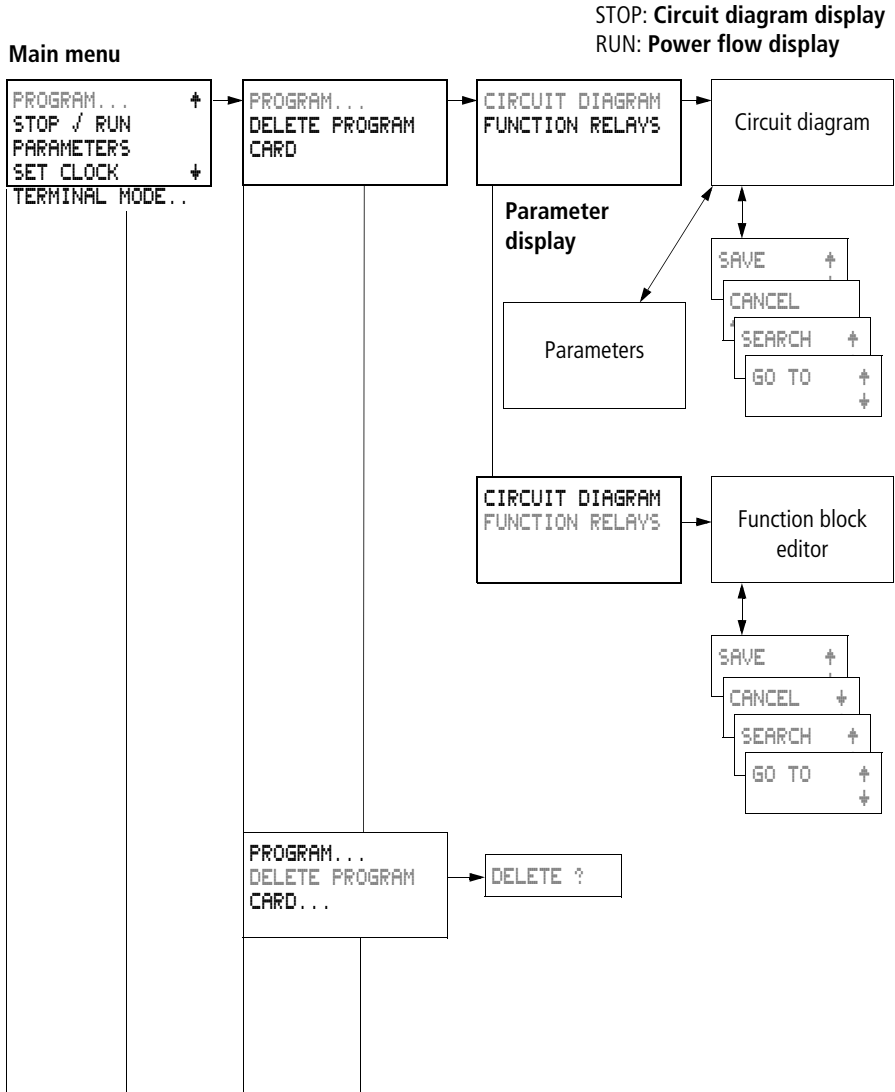 STOP: Circuit diagram display
RUN: Power flow display
Main menu
PROGRAM...
STOP / RUN
PARAMETERS
SET CLOCK
TERMINAL MODE..
PROGRAM...
DELETE PROGRAM
CARD
CIRCUIT DIAGRAM
FUNCTION RELAYS
Circuit diagram
Parameter
display
Parameters
SAVE
CANCEL
SEARCH
GO TO
CIRCUIT DIAGRAM
FUNCTION RELAYS
Function block
editor
SAVE
CANCEL
SEARCH
GO TO
PROGRAM...
DELETE PROGRAM
CARD...
DELETE ?